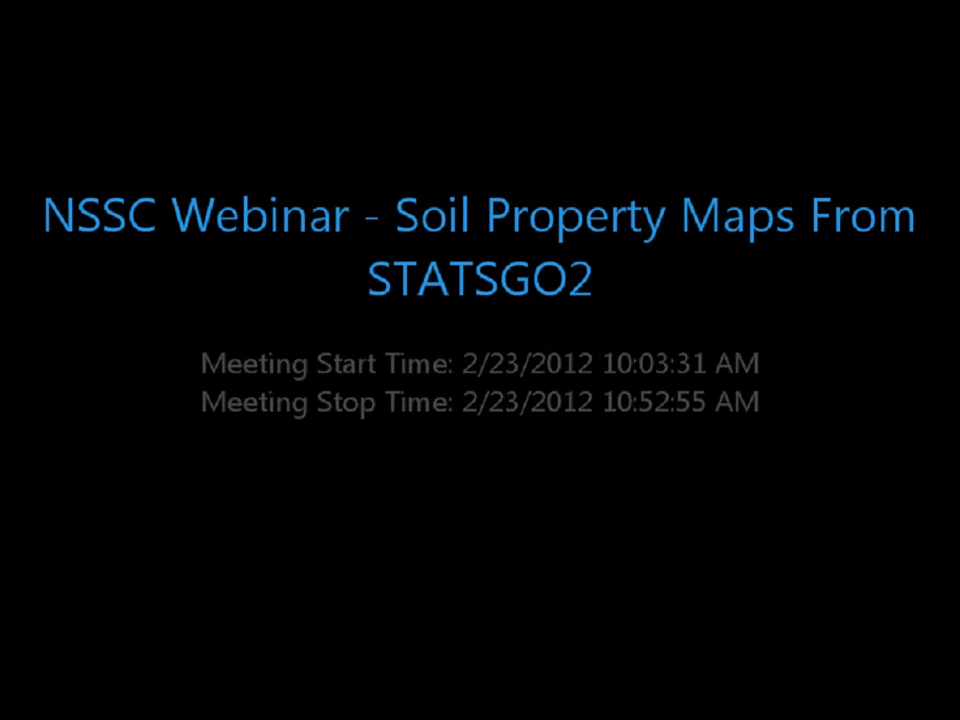 NSSC Webinar - Soil Property Maps From
STATSGO2
Meeting Start Time: 2/23/2012 10:03:31 AM
Meeting Stop Time: 2/23/2012 10:52:55 AM